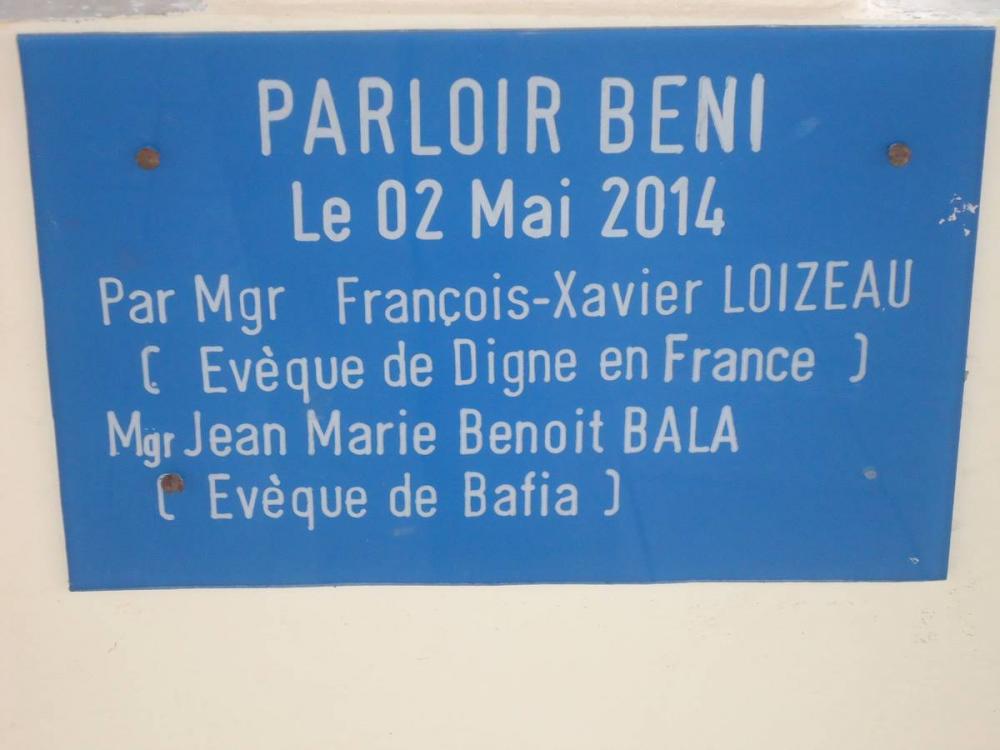 PARLOIR BENI
Le 02 Mai 2014
Par Mgr François-Xavier LOIZEAU
( Evèque de Digne en France )
Mgr Jean Marie Benoit BALA
( Evèque de Bafia )